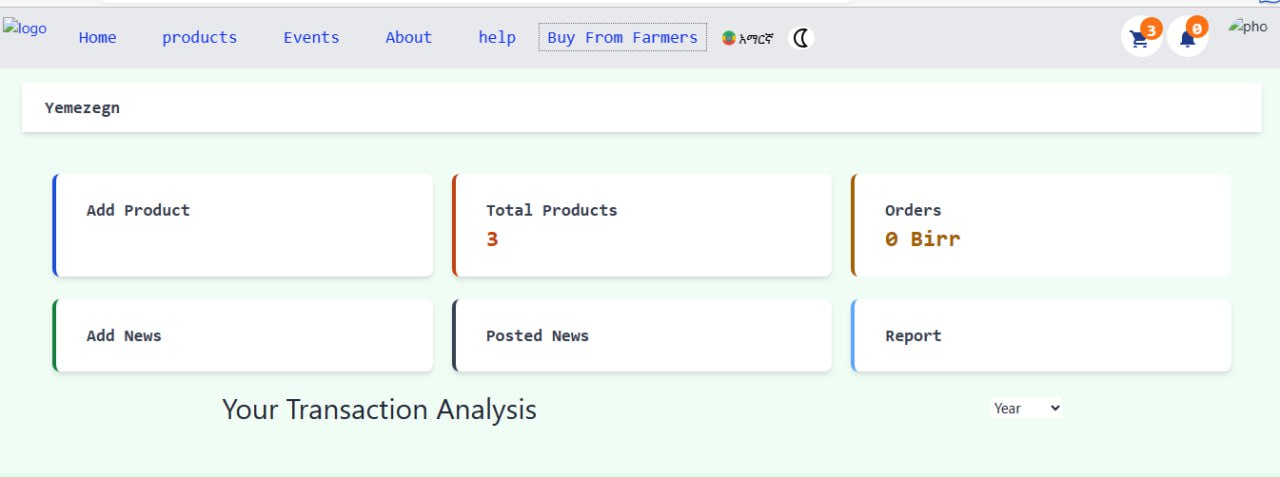 logo Home products Events About help Buy From Farmers አማርኛ 3 0 pho
Yemezegn
Add Product Total Products Orders
3 0 Birr
Add News Posted News Report
Your Transaction Analysis Year